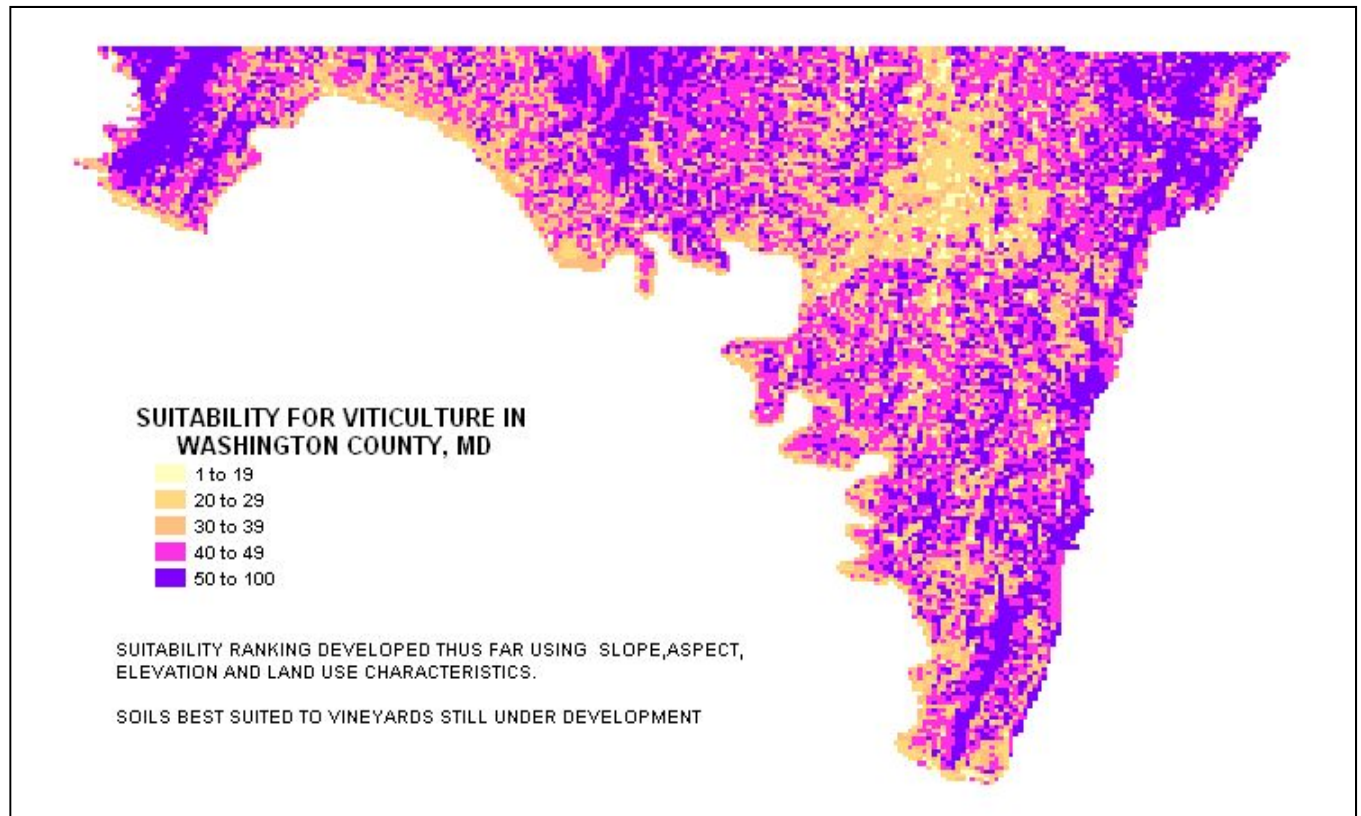 SUITABILITY FOR VITICULTURE IN
WASHINGTON COUNTY, MD
1 to 19
20 to 29
30 to 39
40 to 49
50 to 100
SUITABILITY RANKING DEVELOPED THUS FAR USING SLOPE,ASPECT,
ELEVATION AND LAND USE CHARACTERISTICS.
SOILS BEST SUITED TO VINEYARDS STILL UNDER DEVELOPMENT